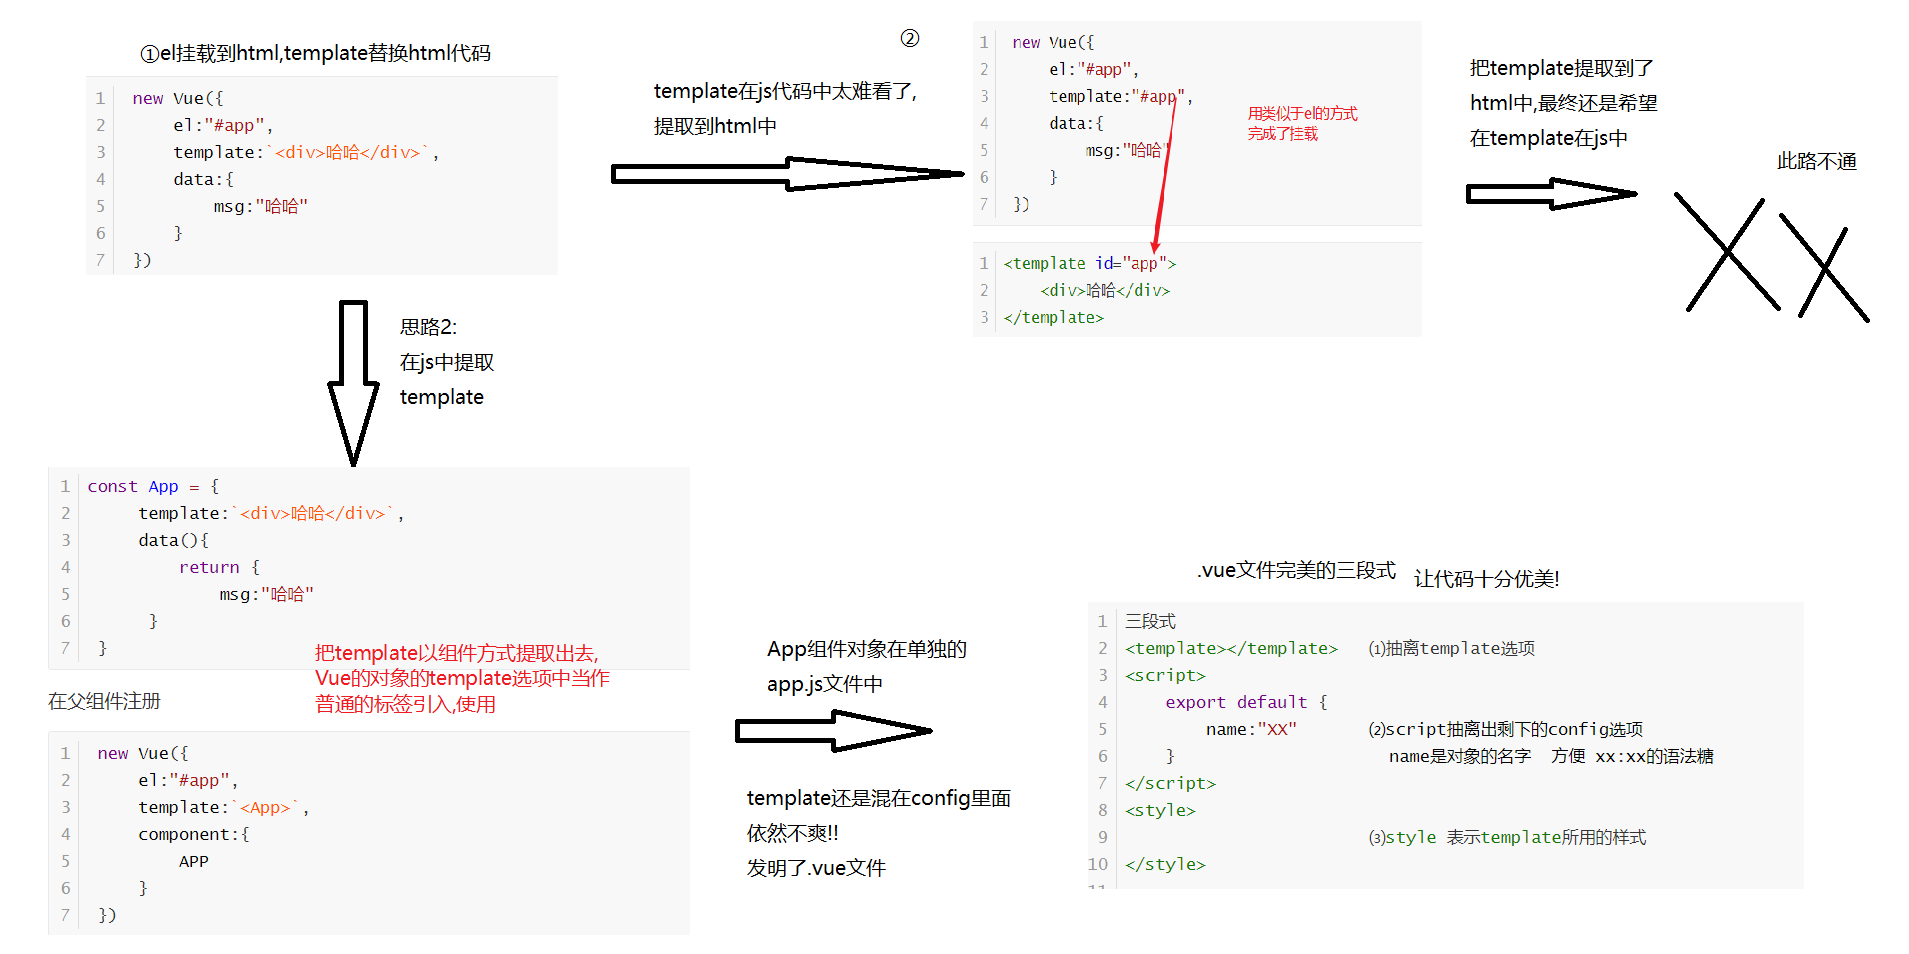 ①el挂载到html,template替换html代码
1 new Vue({
2 el:"#app",
3 template:`<div>哈哈</div>`,
4 data:{
5 msg:"哈哈"
6 }
7 })
template在js代码中太难看了,
提取到html中
②
1 new Vue({
2 el:"#app",
3 template:"#app",
4 data:{
5 msg:"哈哈"
6 }
7 })
用类似于el的方式
完成了挂载
1 <template id="app">
2 <div>哈哈</div>
3 </template>
把template提取到了
html中,最终还是希望
在template在js中
此路不通
思路2:
在js中提取
template
1 const App = {
2 template:`<div>哈哈</div>`,
3 data(){
4 return {
5 msg:"哈哈"
6 }
7 }
把template以组件方式提取出去,
Vue的对象的template选项中当作
普通的标签引入,使用
在父组件注册
1 new Vue({
2 el:"#app",
3 template:`<App>`,
4 component:{
5 APP
6 }
7 })
App组件对象在单独的
app.js文件中
template还是混在config里面
依然不爽!!
发明了.vue文件
.vue文件完美的三段式
让代码十分优美!
1 三段式
2 <template></template> ⑴抽离template选项
3 <script>
4 export default {
5 name:"XX" ⑵script抽离出剩下的config选项
6 } name是对象的名字 方便 xx:xx的语法糖
7 </script>
8 <style>
9 ⑶style 表示template所用的样式
10 </style>